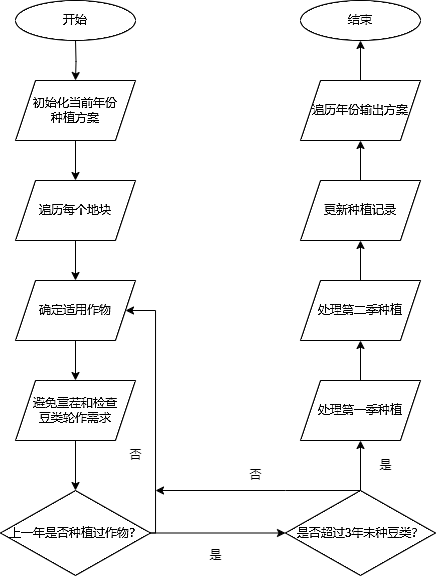 开始
初始化当前年份
种植方案
遍历每个地块
确定适用作物
避免重茬和检查
豆类轮作需求
否
上一年是否种植过作物?
是
结束
遍历年份输出方案
更新种植记录
处理第二季种植
处理第一季种植
是
否
是否超过3年未种豆类?